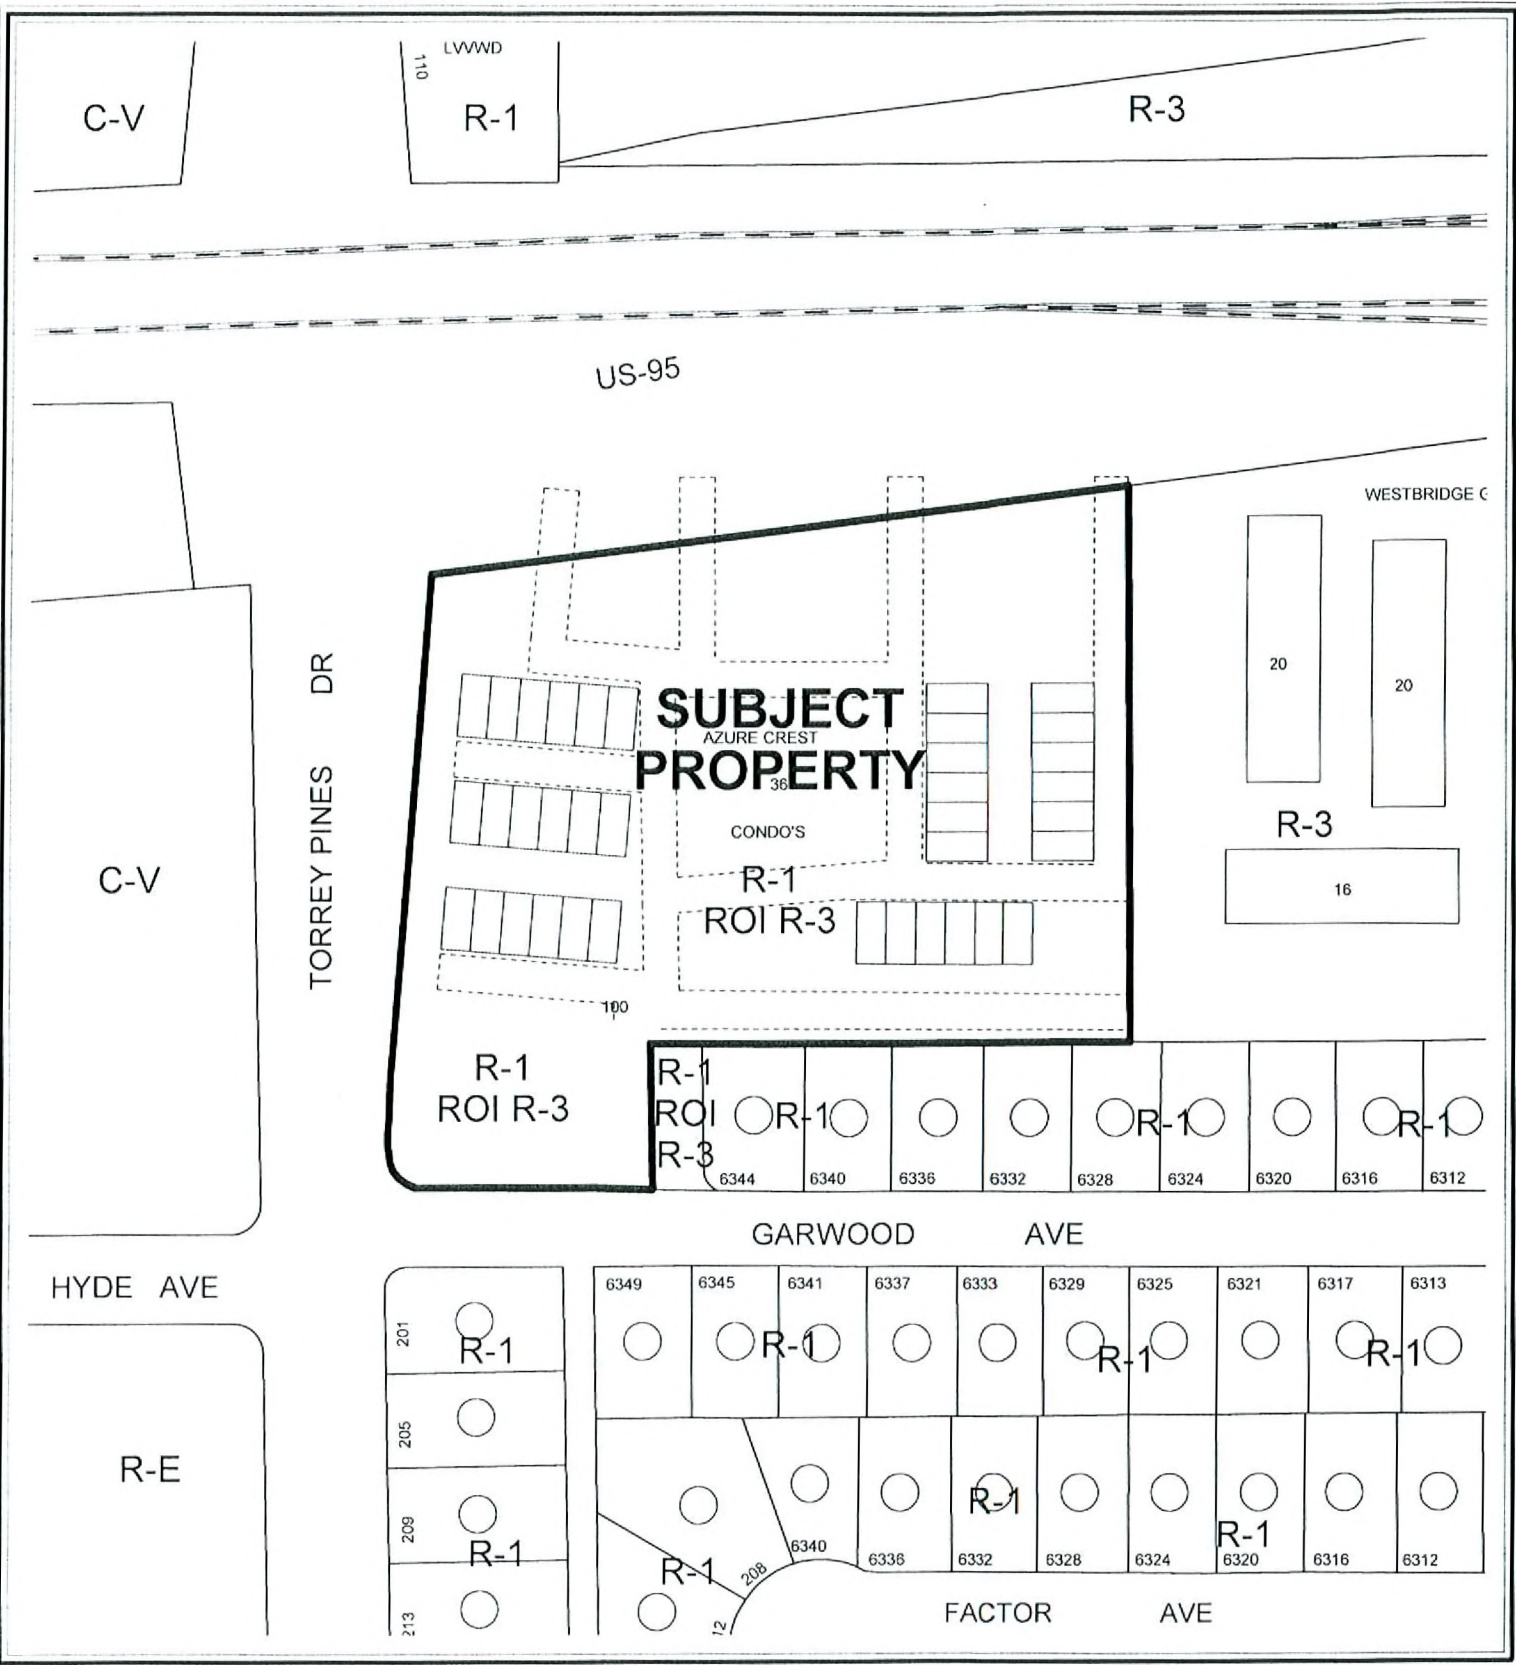 LVVWD
110
C-V
R-1
R-3
US-95
WESTBRIDGE
TORREY PINES DR
C-V
SUBJECT
AZURE CREST
PROPERTY
36
CONDO'S
R-1
ROI R-3
20
20
R-3
16
100
R-1
ROI R-3
R-1
ROI
R-3
R-1
R-1
R-1
6344
6340
6336
6332
6328
6324
6320
6316
6312
GARWOOD AVE
HYDE AVE
6349
6345
6341
6337
6333
6329
6325
6321
6317
6313
201
R-1
R-1
R-1
R-1
205
R-E
209
R-1
213
R-1
208
12
R-1
R-1
6340
6336
6332
6328
6324
6320
6316
6312
FACTOR AVE